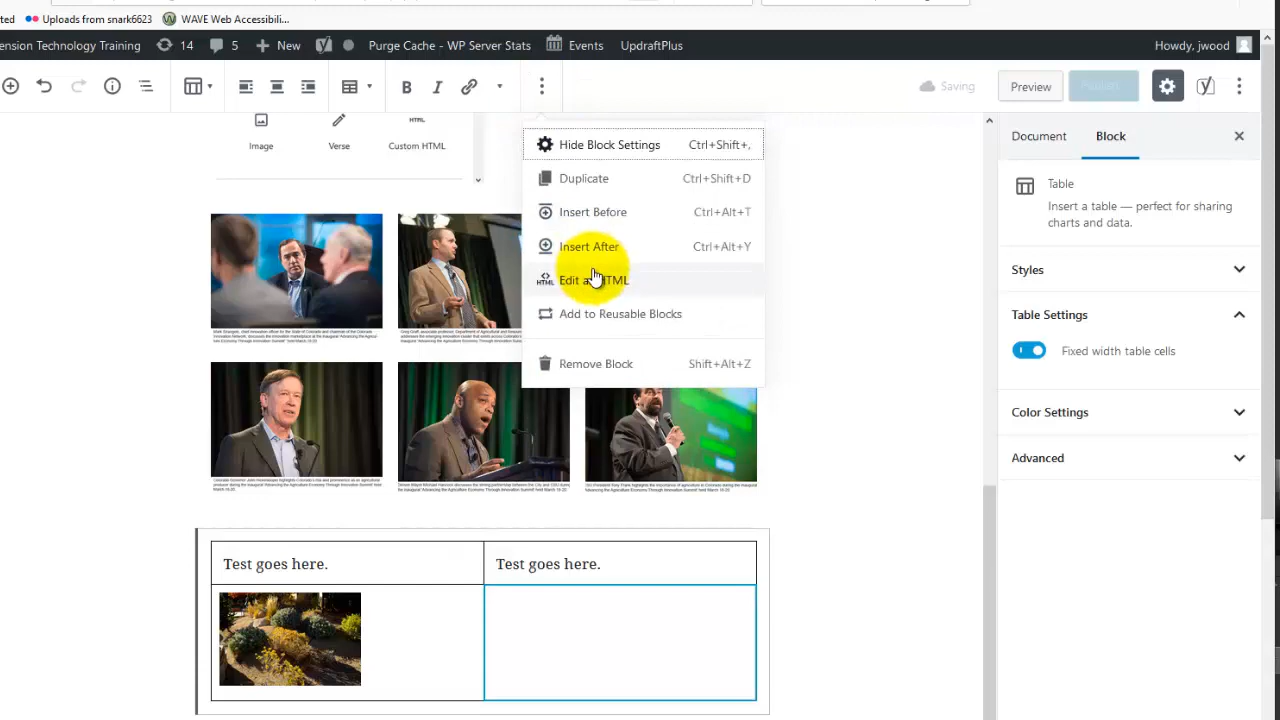 ted Uploads from snark6623 WAVE Web Accessibili...
ension Technology Training 14 5 New Purge Cache - WP Server Stats Events UpdraftPlus Howdy, jwood
B I Saving Preview
HTML
Image Verse Custom HTML
Hide Block Settings Ctrl+Shift+,
Duplicate Ctrl+Shift+D
Insert Before Ctrl+Alt+T
Insert After Ctrl+Alt+Y
HTML Edit as HTML
Add to Reusable Blocks
Remove Block Shift+Alt+Z
Document Block
Table
Insert a table — perfect for sharing
charts and data.
Styles
Table Settings
Fixed width table cells
Color Settings
Advanced
Test goes here. Test goes here.